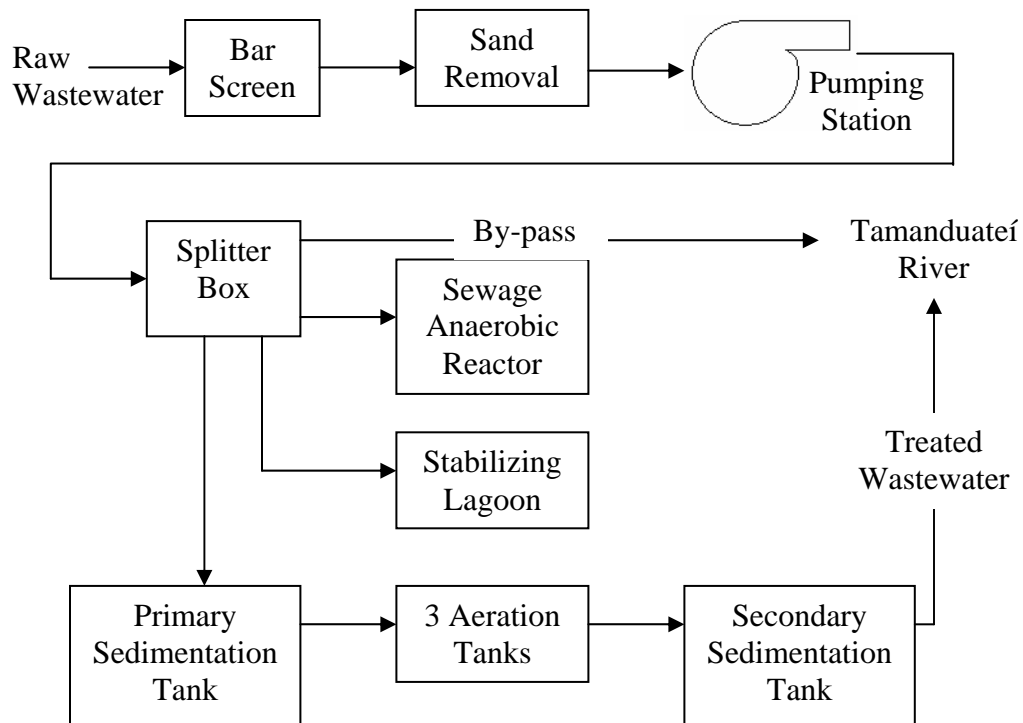 Raw
Wastewater
Bar
Screen
Sand
Removal
Pumping
Station
Splitter
Box
By-pass
Tamanduateí
River
Sewage
Anaerobic
Reactor
Stabilizing
Lagoon
Treated
Wastewater
Primary
Sedimentation
Tank
3 Aeration
Tanks
Secondary
Sedimentation
Tank